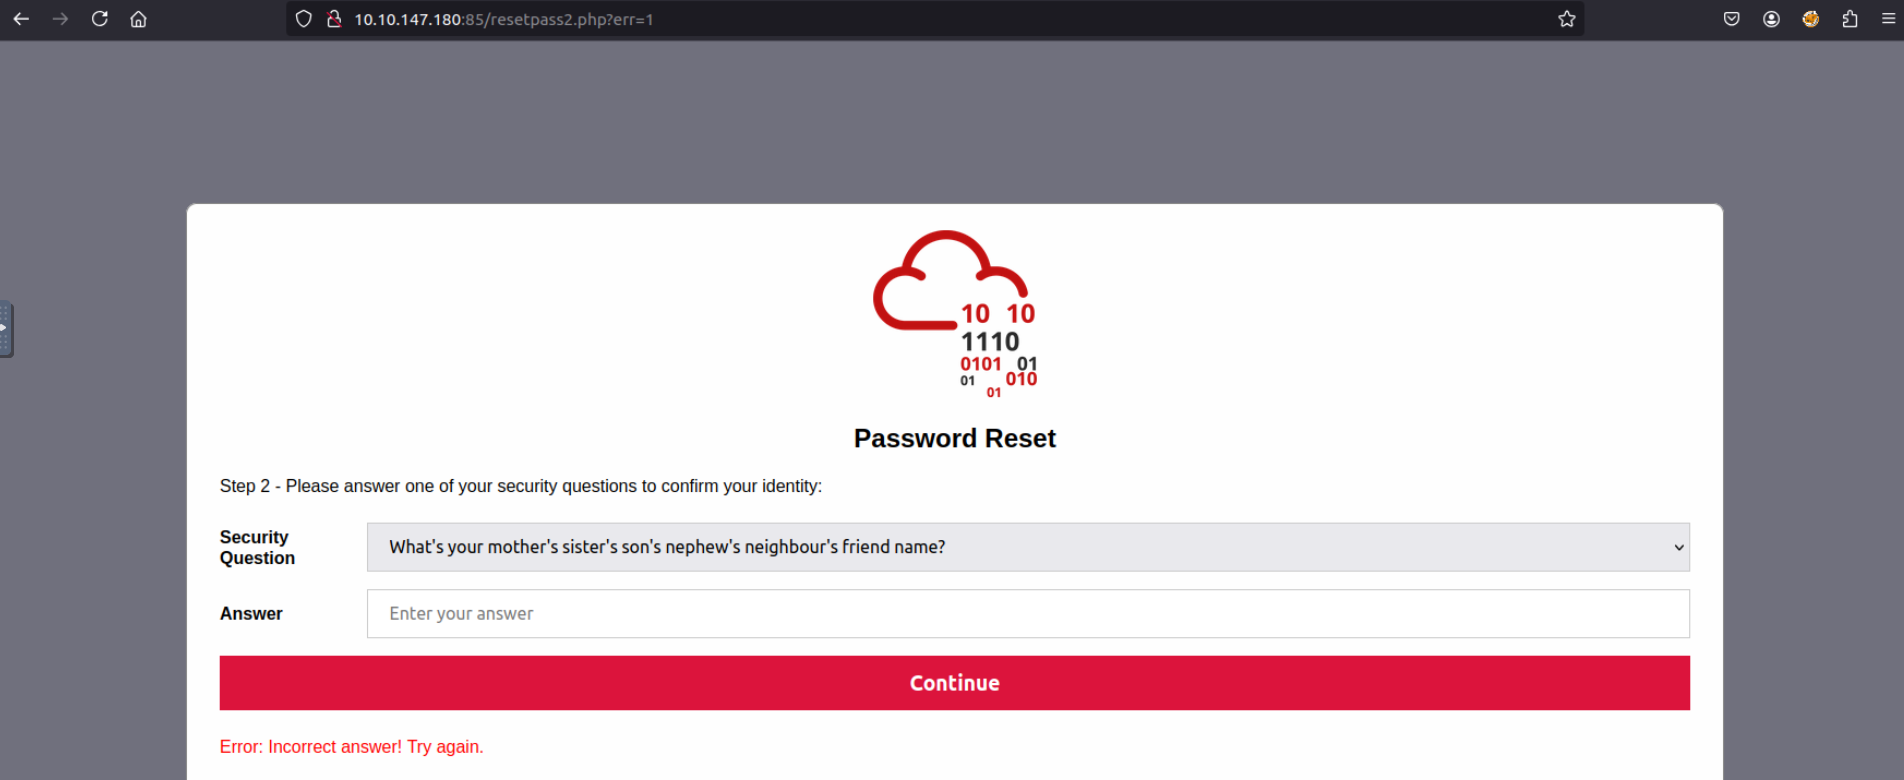 10.10.147.180:85/resetpass2.php?err=1
10 10
1110
0101 01
01 010
01
Password Reset
Step 2 - Please answer one of your security questions to confirm your identity:
Security
Question
What's your mother's sister's son's nephew's neighbour's friend name?
Answer
Enter your answer
Continue
Error: Incorrect answer! Try again.